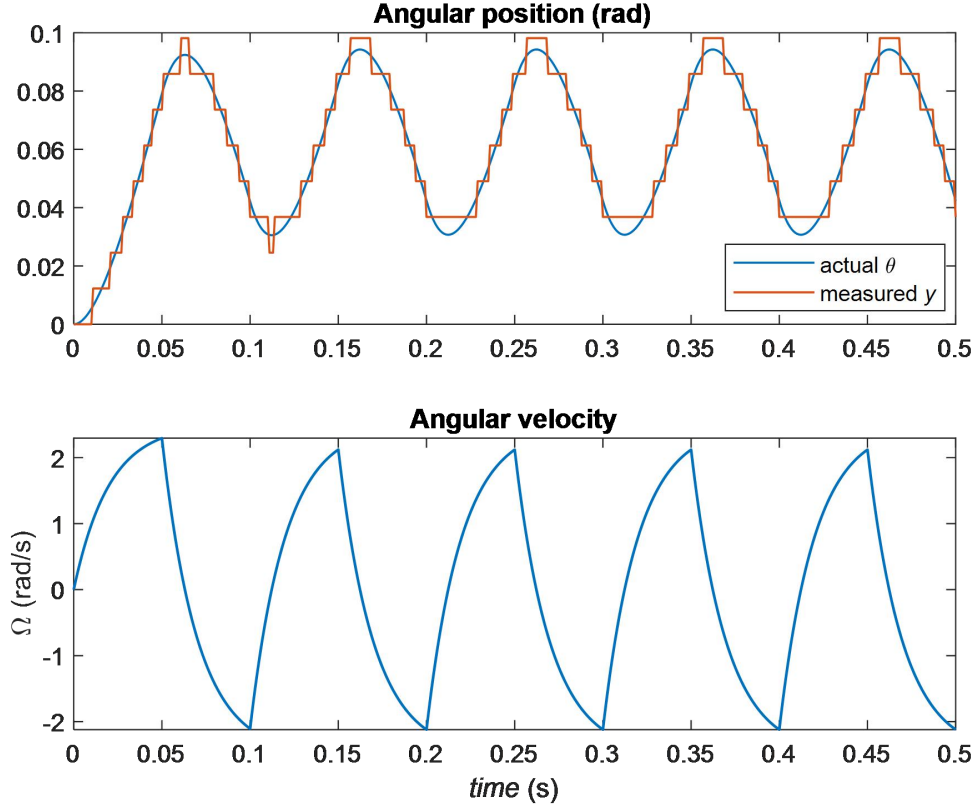 Angular position (rad)
0.1
0.08
0.06
0.04
0.02
0
0 0.05 0.1 0.15 0.2 0.25 0.3 0.35 0.4 0.45 0.5
actual θ
measured y
Angular velocity
Ω (rad/s)
2
1
0
-1
-2
0 0.05 0.1 0.15 0.2 0.25 0.3 0.35 0.4 0.45 0.5
time (s)